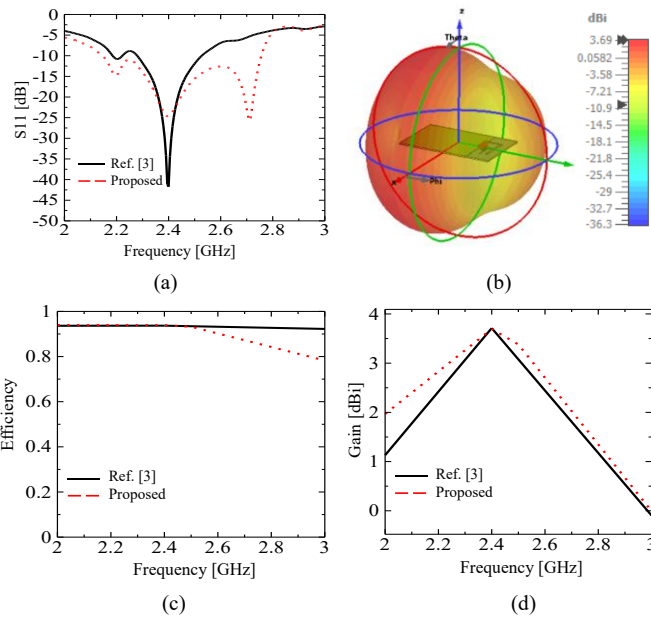 0
-5
-10
-15
-20
-25
-30
-35
-40
-45
-50
S11 [dB]
Ref. [3]
Proposed
2 2.2 2.4 2.6 2.8 3
Frequency [GHz]
(a)
z
Theta
x
Phi
dBi
3.69
0.0582
-3.58
-7.21
-10.9
-14.5
-18.1
-21.8
-25.4
-29
-32.7
-36.3
(b)
1
0.8
0.6
0.4
0.2
0
Efficiency
Ref. [3]
Proposed
2 2.2 2.4 2.6 2.8 3
Frequency [GHz]
(c)
4
3
2
1
0
Gain [dBi]
Ref. [3]
Proposed
2 2.2 2.4 2.6 2.8 3
Frequency [GHz]
(d)